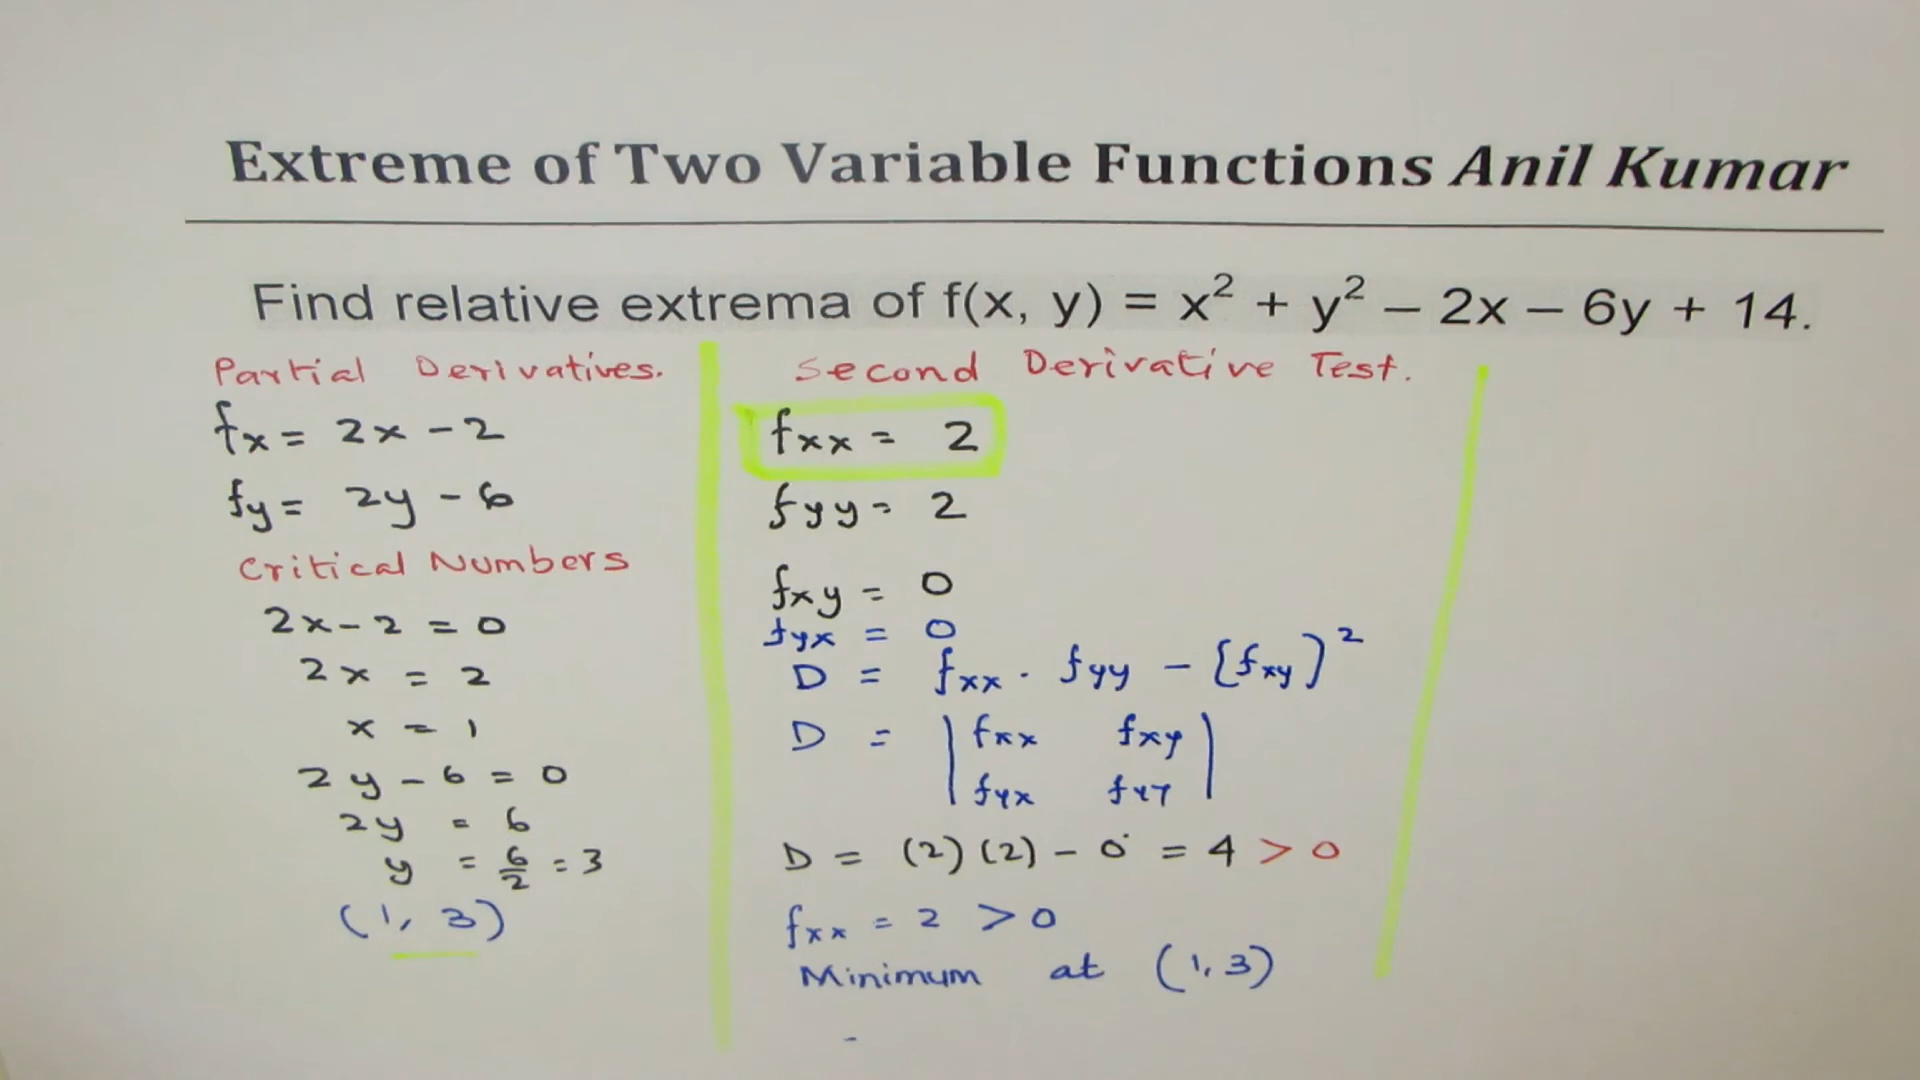 Extreme of Two Variable Functions Anil Kumar
Find relative extrema of f(x, y) = x² + y² – 2x – 6y + 14.
Partial Derivatives.
fx = 2x - 2
fy = 2y - 6
Critical Numbers
2x - 2 = 0
2x = 2
x = 1
2y - 6 = 0
2y = 6
y = 6/2 = 3
(1, 3)
Second Derivative Test.
fxx = 2
fyy = 2
fxy = 0
fyx = 0
D = fxx · fyy - [fxy]²
D = | fxx fxy |
| fyx fyy |
D = (2)(2) - 0 = 4 > 0
fxx = 2 > 0
Minimum at (1, 3)